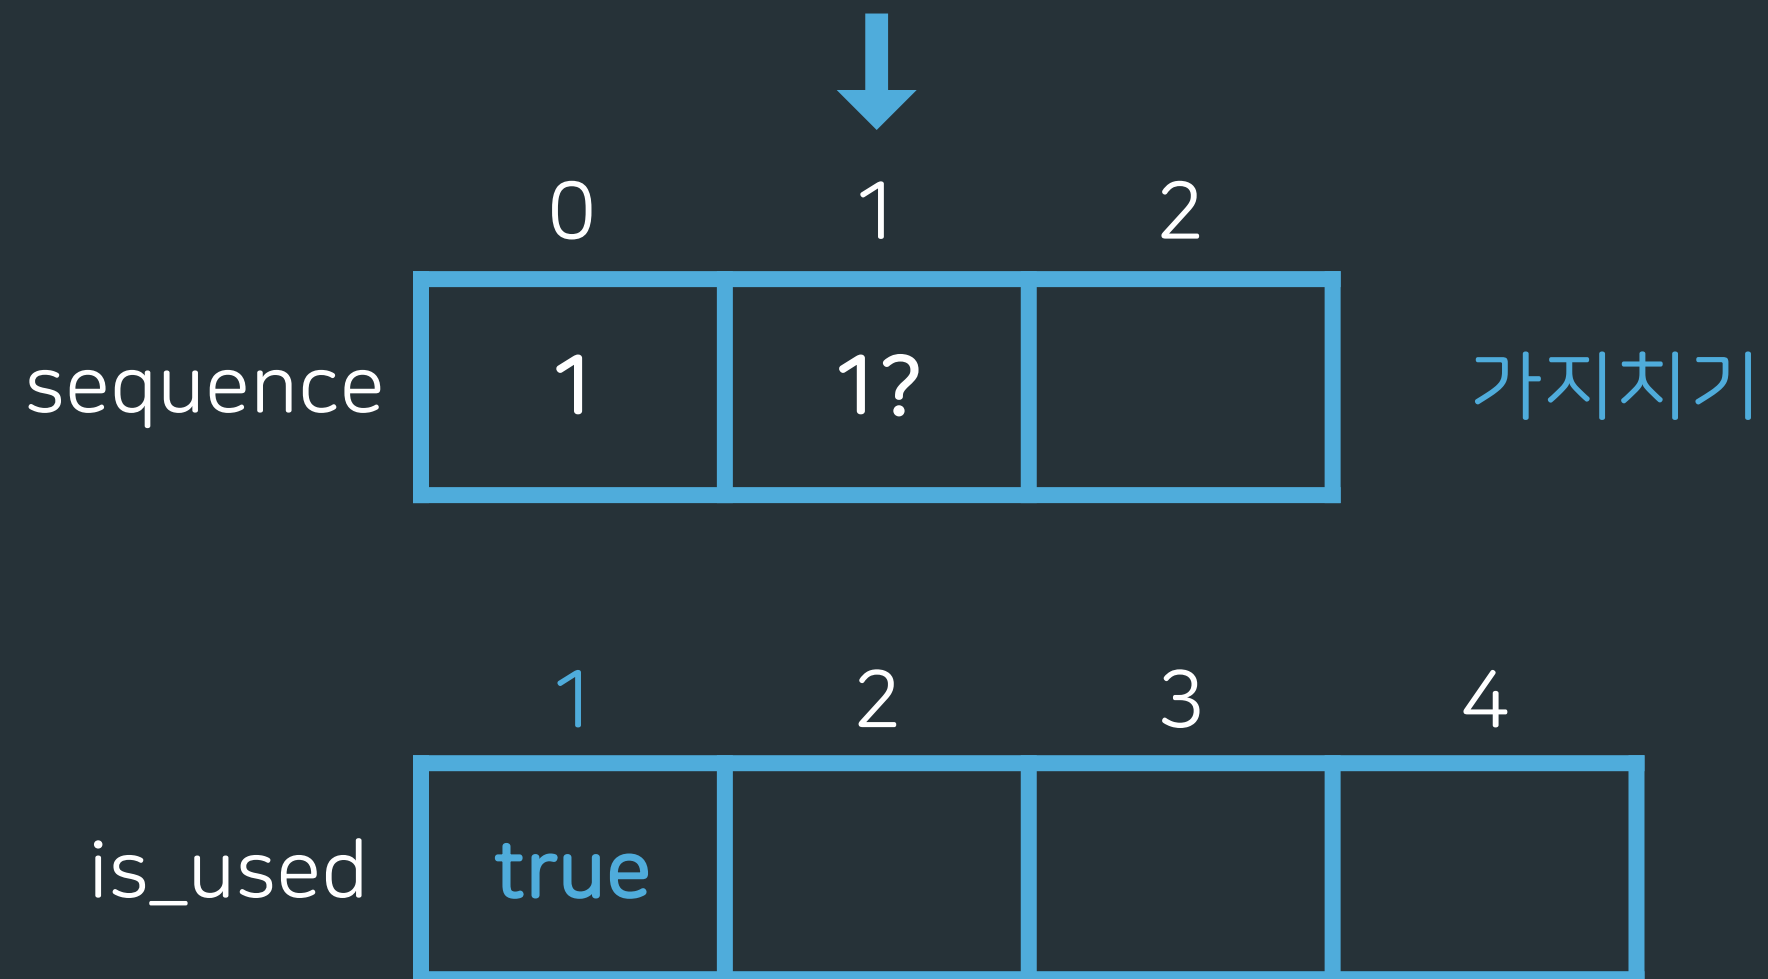 0 1 2
sequence 1 1? 가지치기
1 2 3 4
is_used true